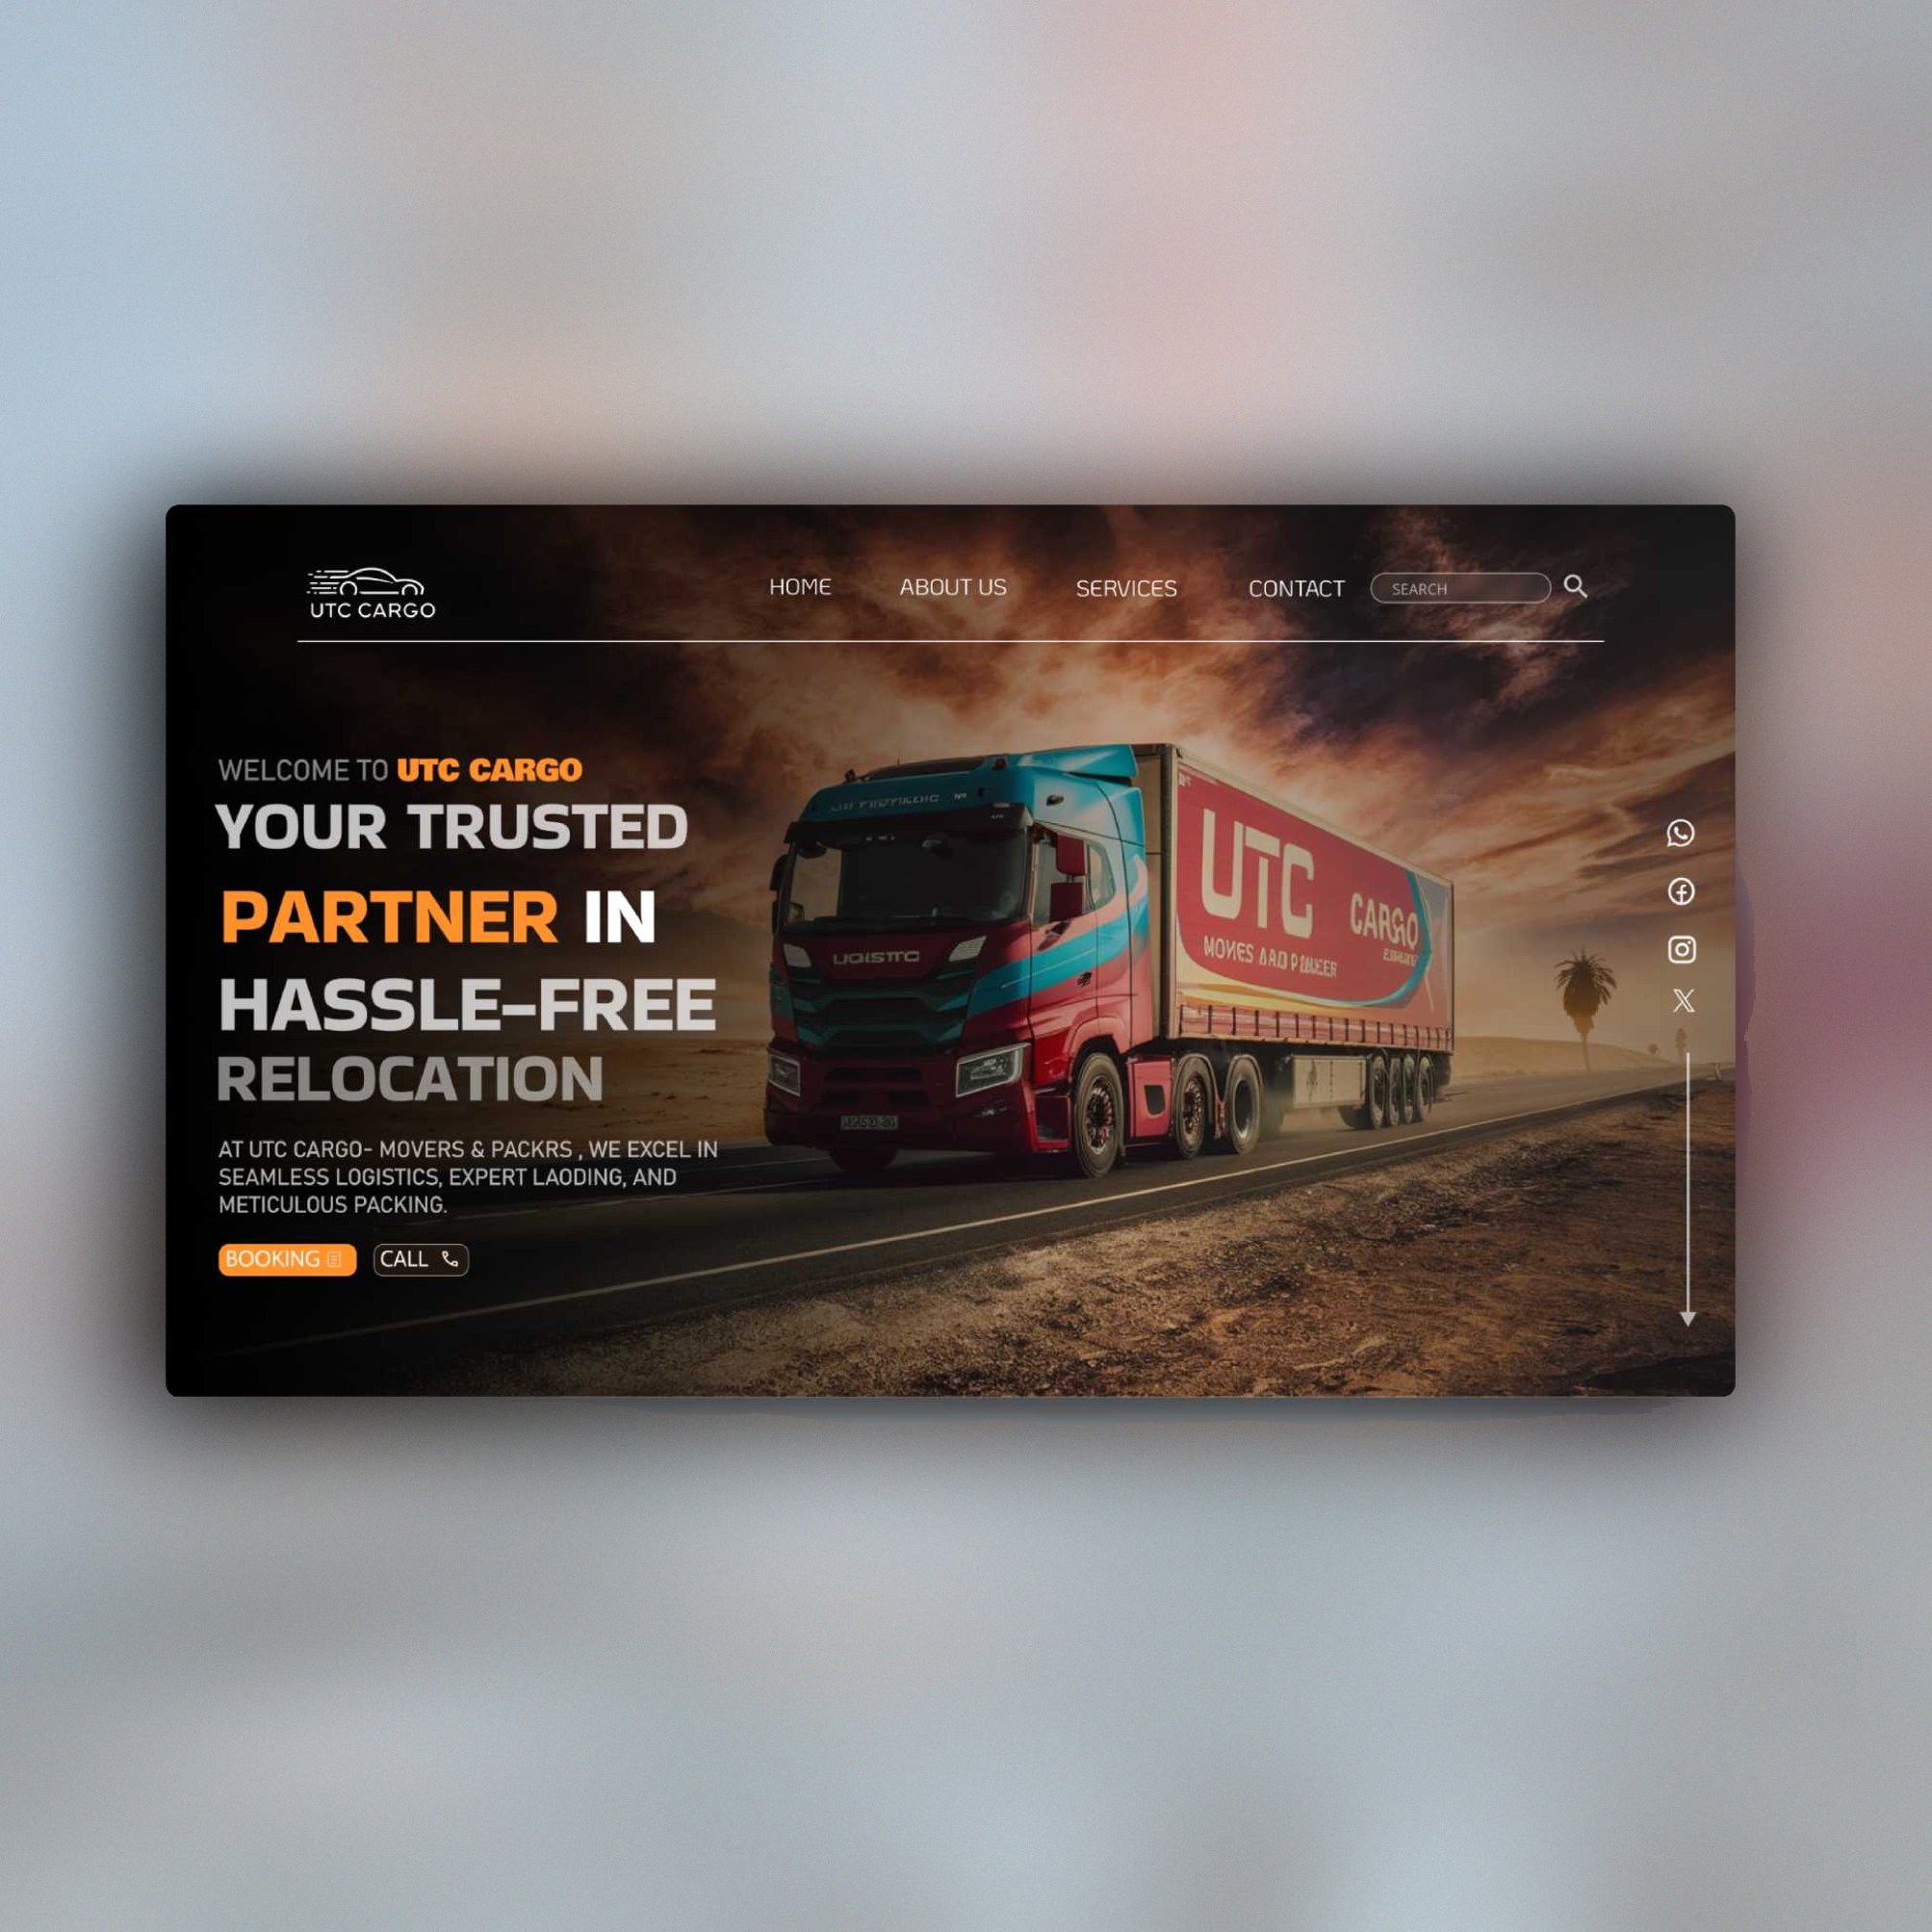 UTC CARGO
HOME ABOUT US SERVICES CONTACT SEARCH
WELCOME TO UTC CARGO
YOUR TRUSTED
PARTNER IN
HASSLE-FREE
RELOCATION
AT UTC CARGO- MOVERS & PACKRS , WE EXCEL IN
SEAMLESS LOGISTICS, EXPERT LAODING, AND
METICULOUS PACKING.
BOOKING CALL
UTC CARGO